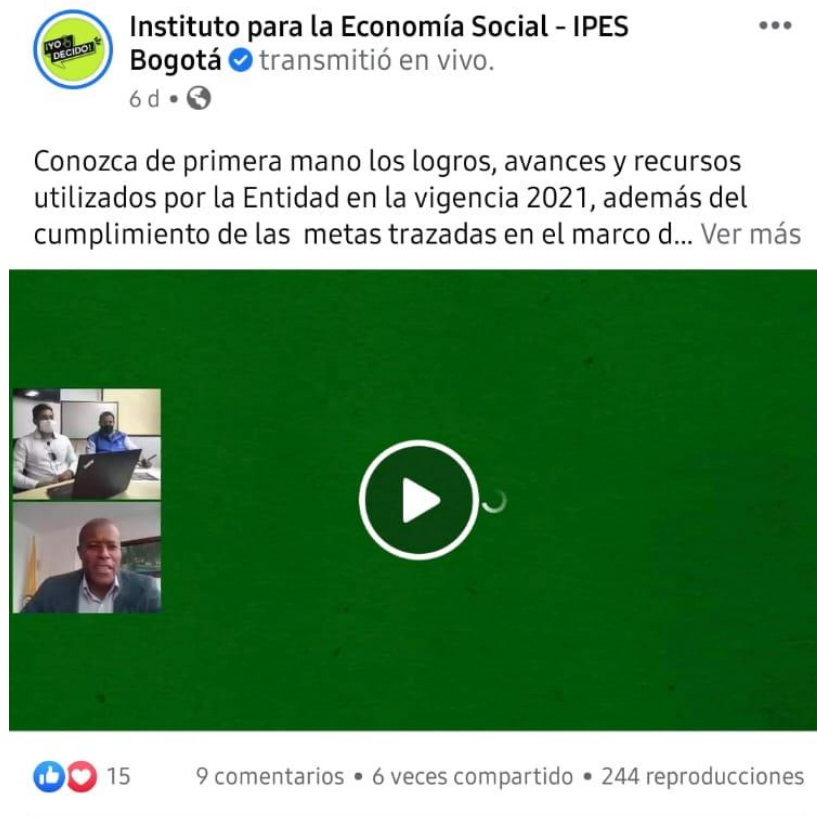 ¡YO DECIDO!
Instituto para la Economía Social - IPES
Bogotá transmitió en vivo.
6 d •
Conozca de primera mano los logros, avances y recursos
utilizados por la Entidad en la vigencia 2021, además del
cumplimiento de las metas trazadas en el marco d... Ver más
15 9 comentarios • 6 veces compartido • 244 reproducciones